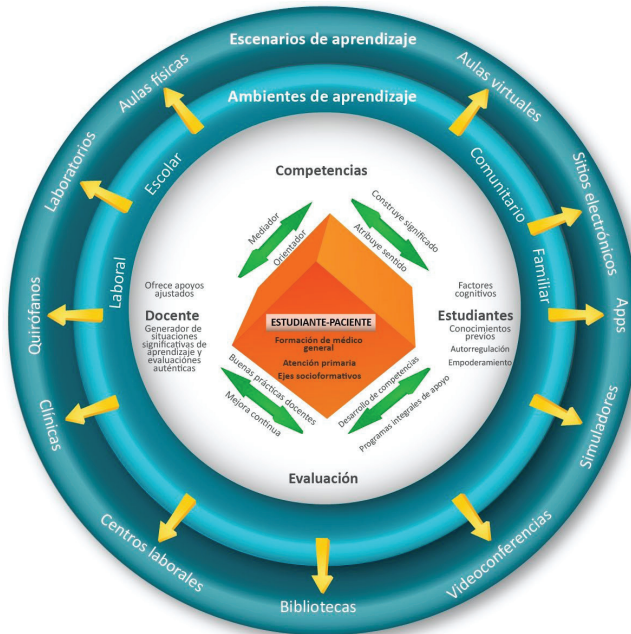 Escenarios de aprendizaje
Aulas físicas
Aulas virtuales
Laboratorios
Sitios electrónicos
Quirófanos
Apps
Clínicas
Simuladores
Centros laborales
Videoconferencias
Bibliotecas
Ambientes de aprendizaje
Escolar
Comunitario
Laboral
Familiar
Competencias
Mediador
Orientador
Construye significado
Atribuye sentido
Ofrece apoyos
ajustados
Docente
Generador de
situaciones
significativas de
aprendizaje y
evaluaciones
auténticas
ESTUDIANTE-PACIENTE
Formación de médico
general
Atención primaria
Ejes socioformativos
Factores
cognitivos
Estudiantes
Conocimientos
previos
Autorregulación
Empoderamiento
Buenas prácticas docentes
Mejora continua
Desarrollo de competencias
Programas integrales de apoyo
Evaluación